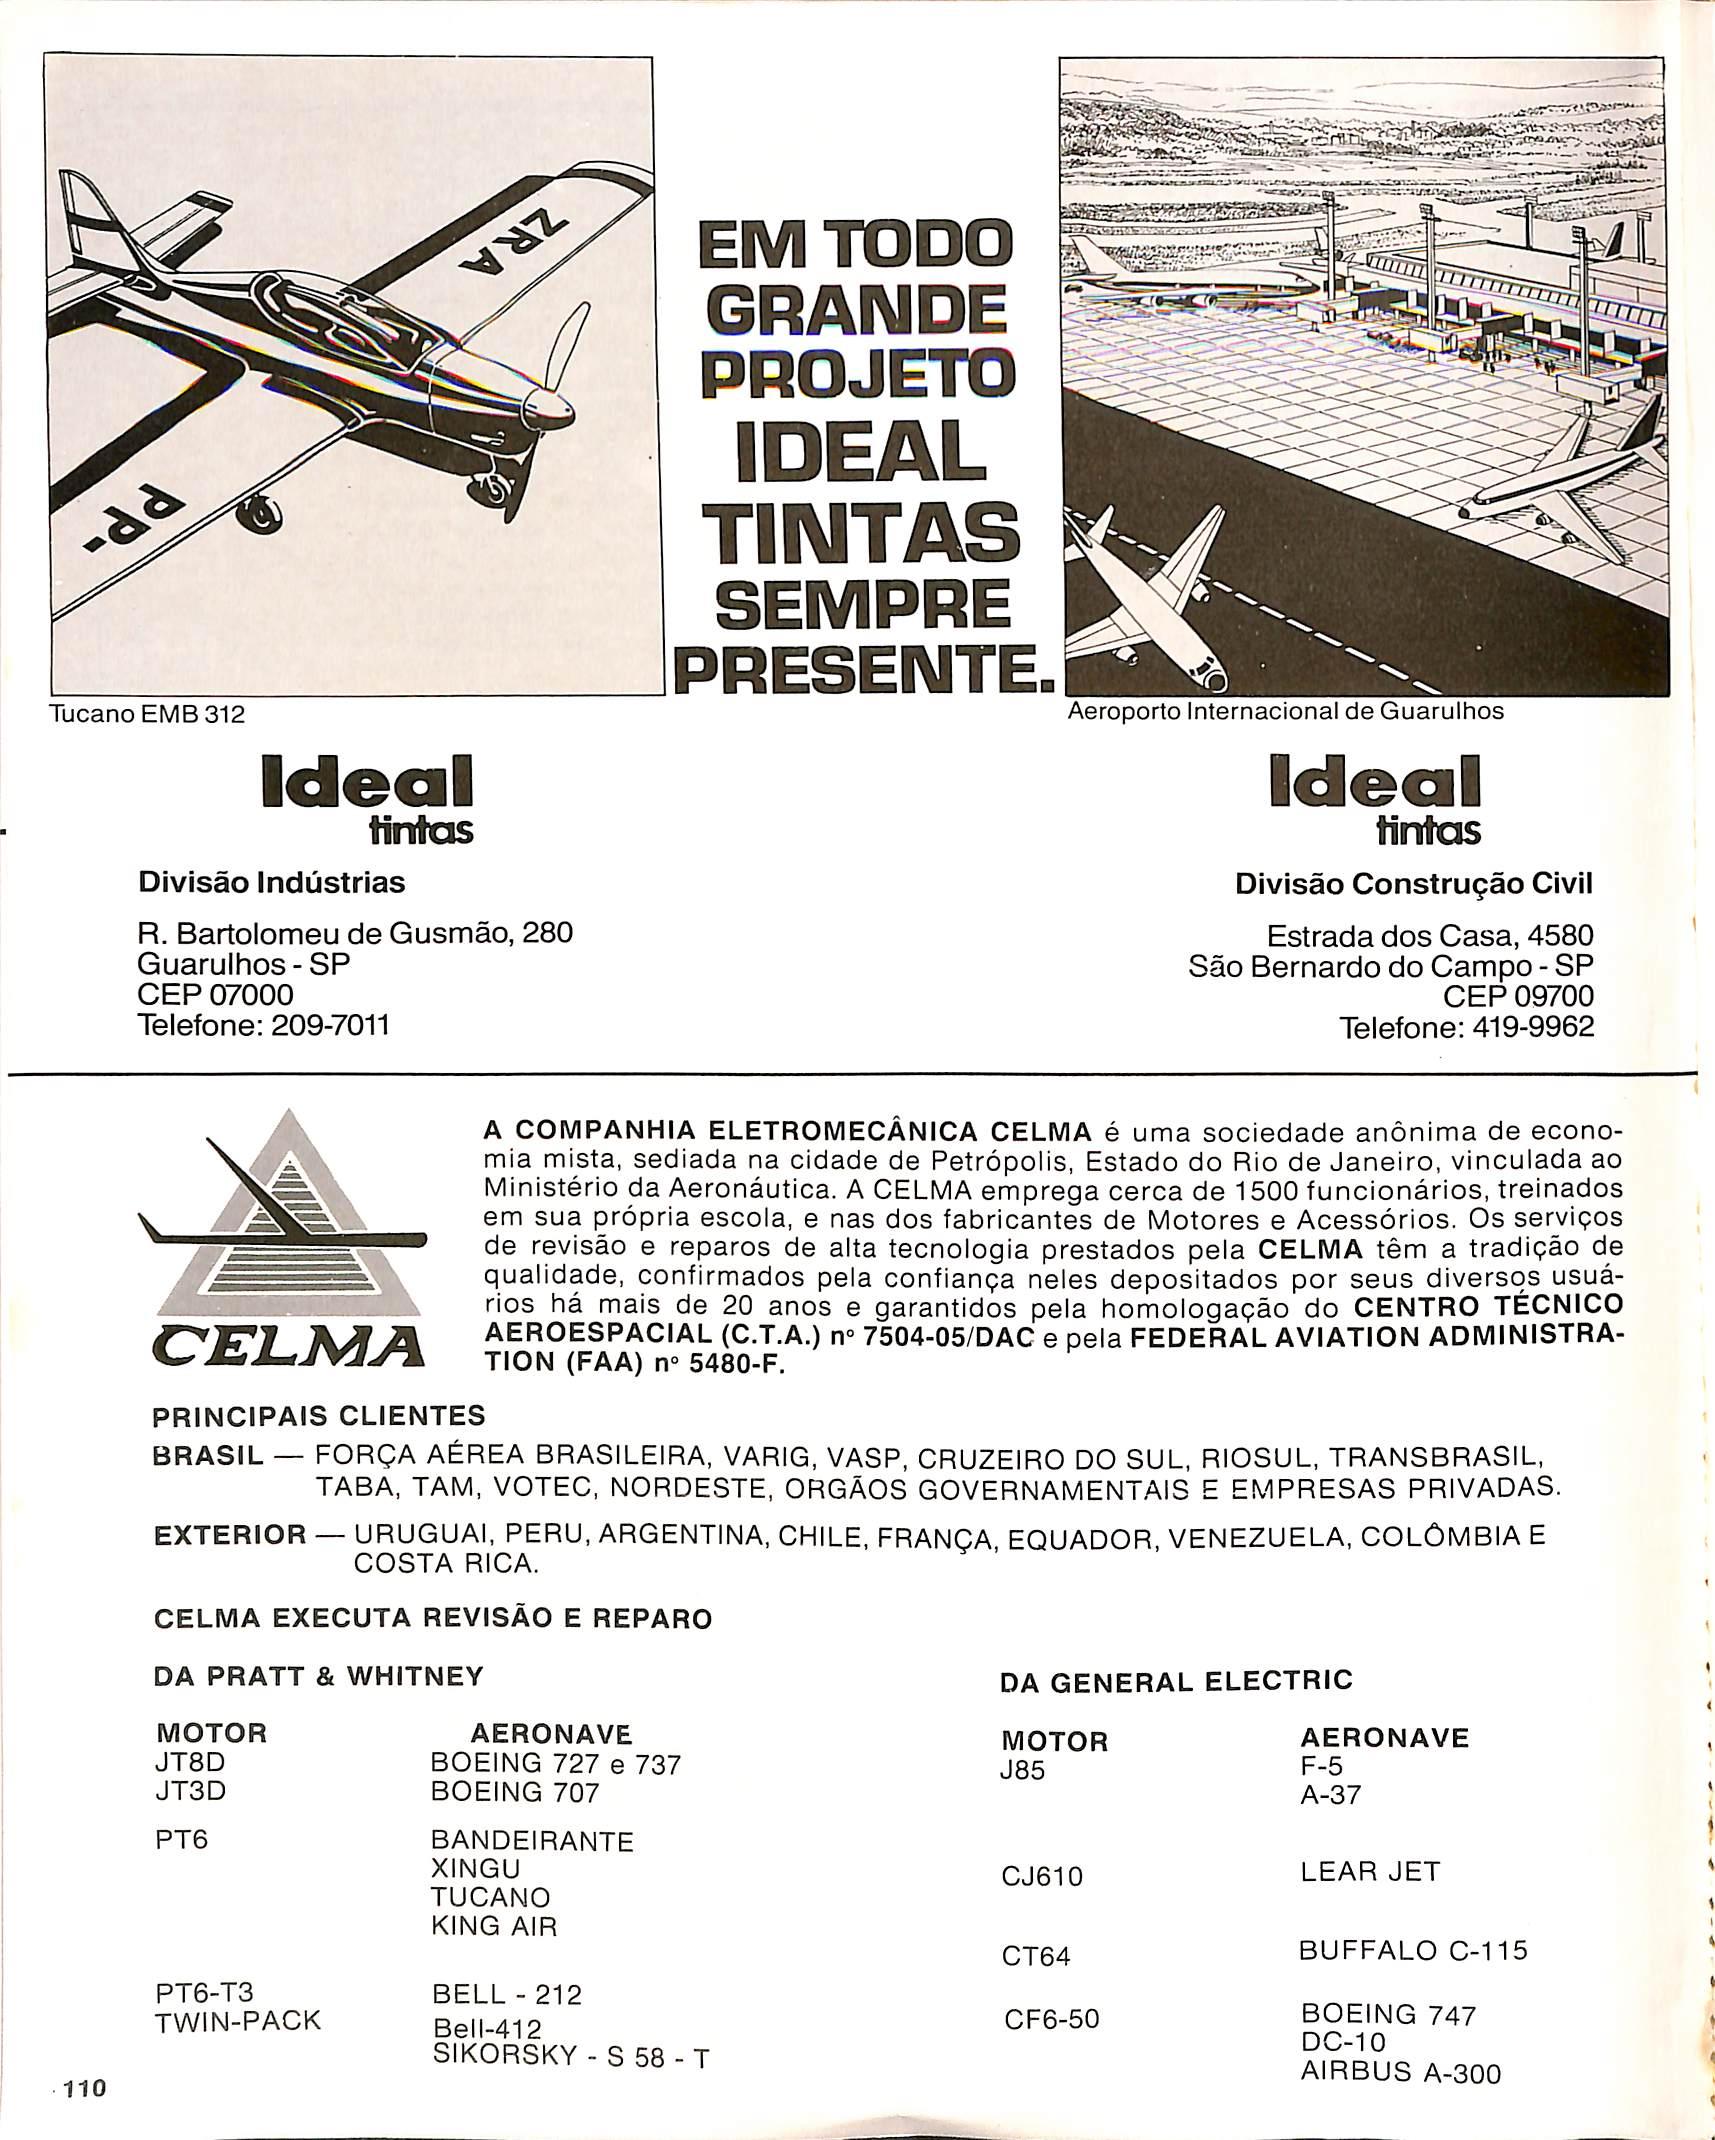 ZRA
PP-
EM TODO
GRANDE
PROJETO
IDEAL
TINTAS
SEMPRE
PRESENTE.
Tucano EMB 312
Aeroporto Internacional de Guarulhos
Ideal
tintas
Divisão Indústrias
R. Bartolomeu de Gusmão, 280
Guarulhos - SP
CEP 07000
Telefone: 209-7011
Ideal
tintas
Divisão Construção Civil
Estrada dos Casa, 4580
São Bernardo do Campo - SP
CEP 09700
Telefone: 419-9962
CELMA
A COMPANHIA ELETROMECÂNICA CELMA é uma sociedade anônima de econo-
mia mista, sediada na cidade de Petrópolis, Estado do Rio de Janeiro, vinculada ao
Ministério da Aeronáutica. A CELMA emprega cerca de 1500 funcionários, treinados
em sua própria escola, e nas dos fabricantes de Motores e Acessórios. Os serviços
de revisão e reparos de alta tecnologia prestados pela CELMA têm a tradição de
qualidade, confirmados pela confiança neles depositados por seus diversos usuá-
rios há mais de 20 anos e garantidos pela homologação do CENTRO TÉCNICO
AEROESPACIAL (C.T.A.) nº 7504-05/DAC e pela FEDERAL AVIATION ADMINISTRA-
TION (FAA) nº 5480-F.
PRINCIPAIS CLIENTES
BRASIL — FORÇA AÉREA BRASILEIRA, VARIG, VASP, CRUZEIRO DO SUL, RIOSUL, TRANSBRASIL,
TABA, TAM, VOTEC, NORDESTE, ORGÃOS GOVERNAMENTAIS E EMPRESAS PRIVADAS.
EXTERIOR — URUGUAI, PERU, ARGENTINA, CHILE, FRANÇA, EQUADOR, VENEZUELA, COLÔMBIA E
COSTA RICA.
CELMA EXECUTA REVISÃO E REPARO
DA PRATT & WHITNEY
MOTOR AERONAVE
JT8D BOEING 727 e 737
JT3D BOEING 707
PT6 BANDEIRANTE
XINGU
TUCANO
KING AIR
PT6-T3 BELL - 212
TWIN-PACK Bell-412
SIKORSKY - S 58 - T
DA GENERAL ELECTRIC
MOTOR AERONAVE
J85 F-5
A-37
CJ610 LEAR JET
CT64 BUFFALO C-115
CF6-50 BOEING 747
DC-10
AIRBUS A-300
110